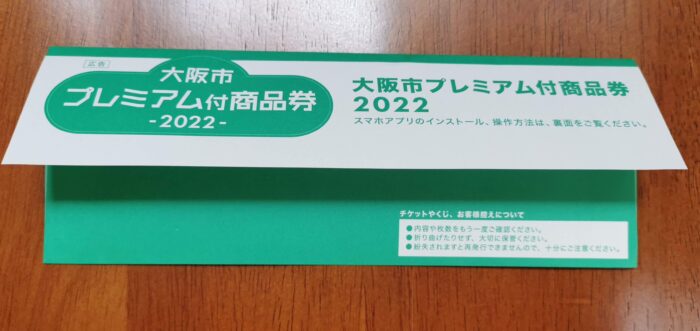 広告
大阪市
プレミアム付商品券
-2022-
大阪市プレミアム付商品券
2022
スマホアプリのインストール、操作方法は、裏面をご覧ください。
チケットやくじ、お客様控えについて
●内容や枚数をもう一度ご確認ください。
●折り曲げたりせず、大切に保管ください。
●紛失されますと再発行できませんので、十分にご注意ください。